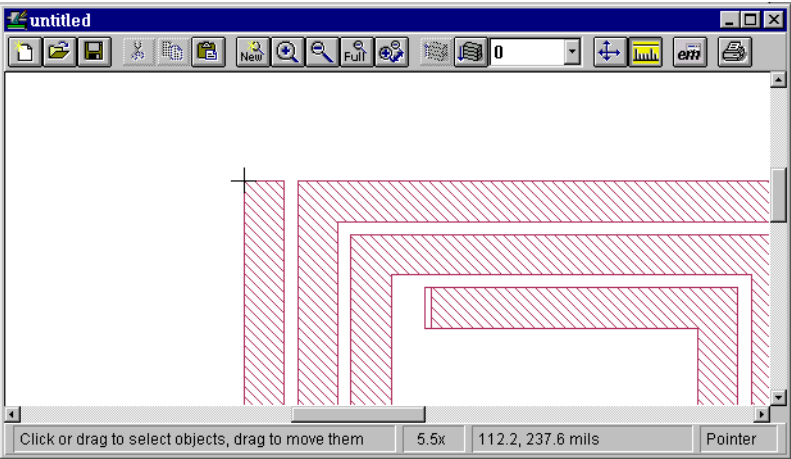 untitled
New Full 0 em
Click or drag to select objects, drag to move them 5.5x 112.2, 237.6 mils Pointer